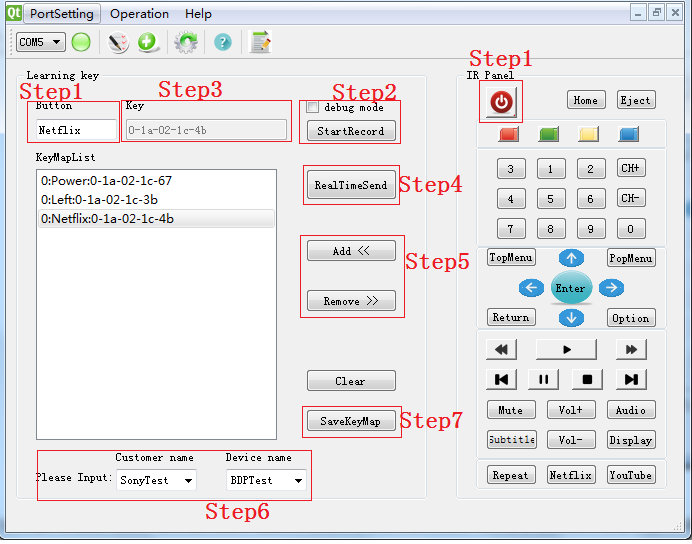 Qt PortSetting Operation Help
COM5
Learning key
IR Panel
Step1 Step3 Step2 Step1
Button Key debug mode
Netflix 0-1a-02-1c-4b StartRecord
Home Eject
KeyMapList
0:Power:0-1a-02-1c-67
0:Left:0-1a-02-1c-3b
0:Netflix:0-1a-02-1c-4b
RealTimeSend Step4
Add <<
Step5
Remove >>
Clear
SaveKeyMap Step7
Customer name Device name
Please Input: SonyTest BDPTest
Step6
3 1 2 CH+
4 5 6 CH-
7 8 9 0
TopMenu PopMenu
Enter
Return Option
Mute Vol+ Audio
Subtitle Vol- Display
Repeat Netflix YouTube